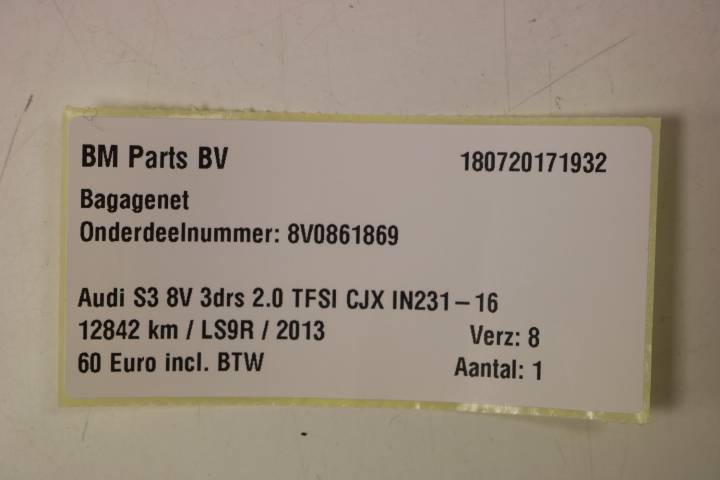 BM Parts BV 180720171932
Bagagenet
Onderdeelnummer: 8V0861869
Audi S3 8V 3drs 2.0 TFSI CJX IN231 – 16
12842 km / LS9R / 2013 Verz: 8
60 Euro incl. BTW Aantal: 1